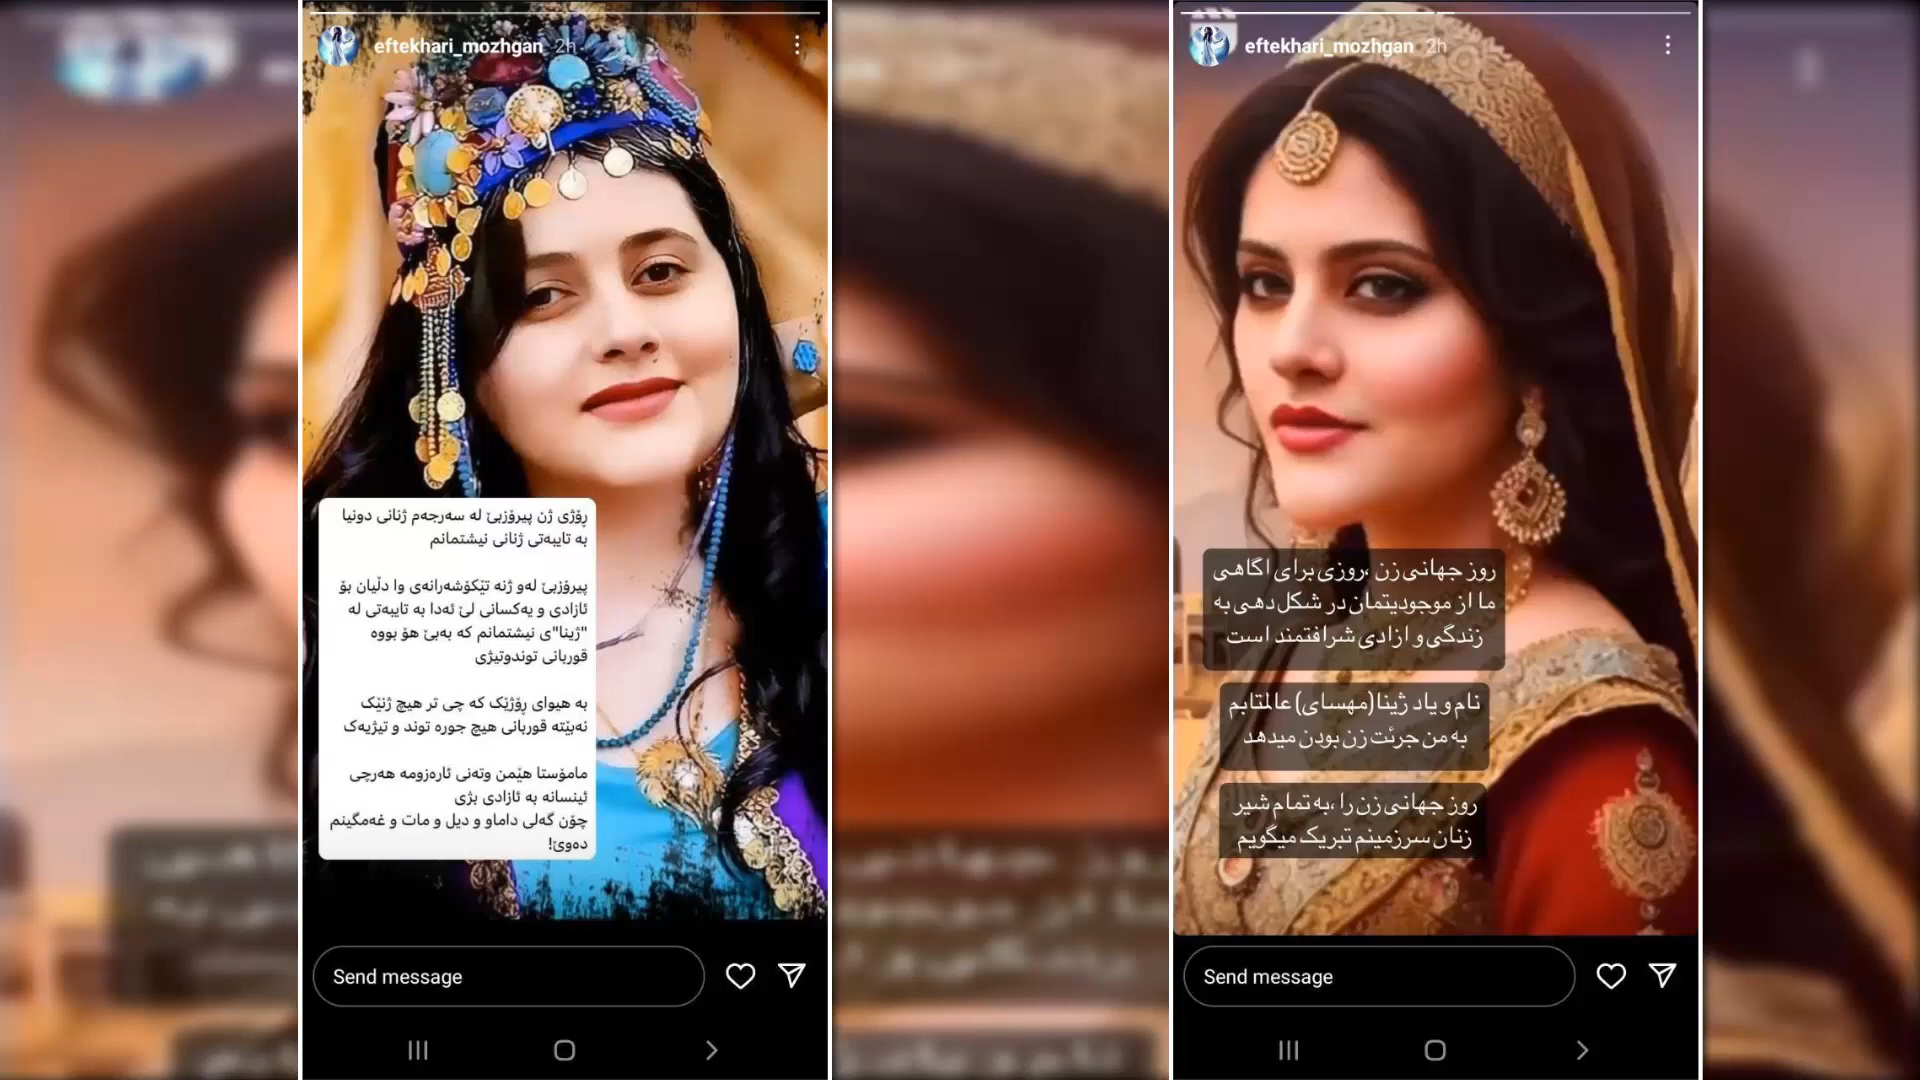 eftekhari_mozhgan 2h
ڕۆژی ژن پیرۆزبێ لە سەرجەم ژنانی دونیا
بە تایبەتی ژنانی نیشتمانم
پیرۆزبێ لەو ژنە تێکۆشەرانەی وا دڵیان بۆ
ئازادی و یەکسانی لێ ئەدا بە تایبەتی لە
"ژینا"ی نیشتمانم کە بەبێ هۆ بووە
قوربانی توندوتیژی
بە هیوای ڕۆژێک کە چی تر هیچ ژنێک
نەبێتە قوربانی هیچ جورە توند و تیژیەک
مامۆستا هێمن وتەنی ئارەزومە هەرچی
ئینسانە بە ئازادی بژی
چۆن گەلی داماو و دیل و مات و غەمگینم
دەوێ!
Send message
eftekhari_mozhgan 2h
روز جهانی زن ،روزی برای اگاهی
ما از موجودیتمان در شکل‌دهی به
زندگی و ازادی شرافتمند است
نام و یاد ژینا(مهسای) عالمتابم
به من جرئت زن بودن میدهد
روز جهانی زن را ،به تمام شیر
زنان سرزمینم تبریک میگویم
Send message